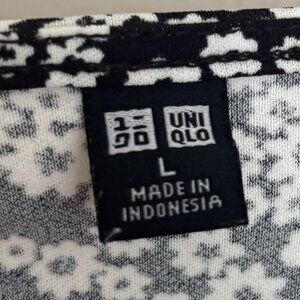 ユニ UNI
クロ QLO
L
MADE IN
INDONESIA